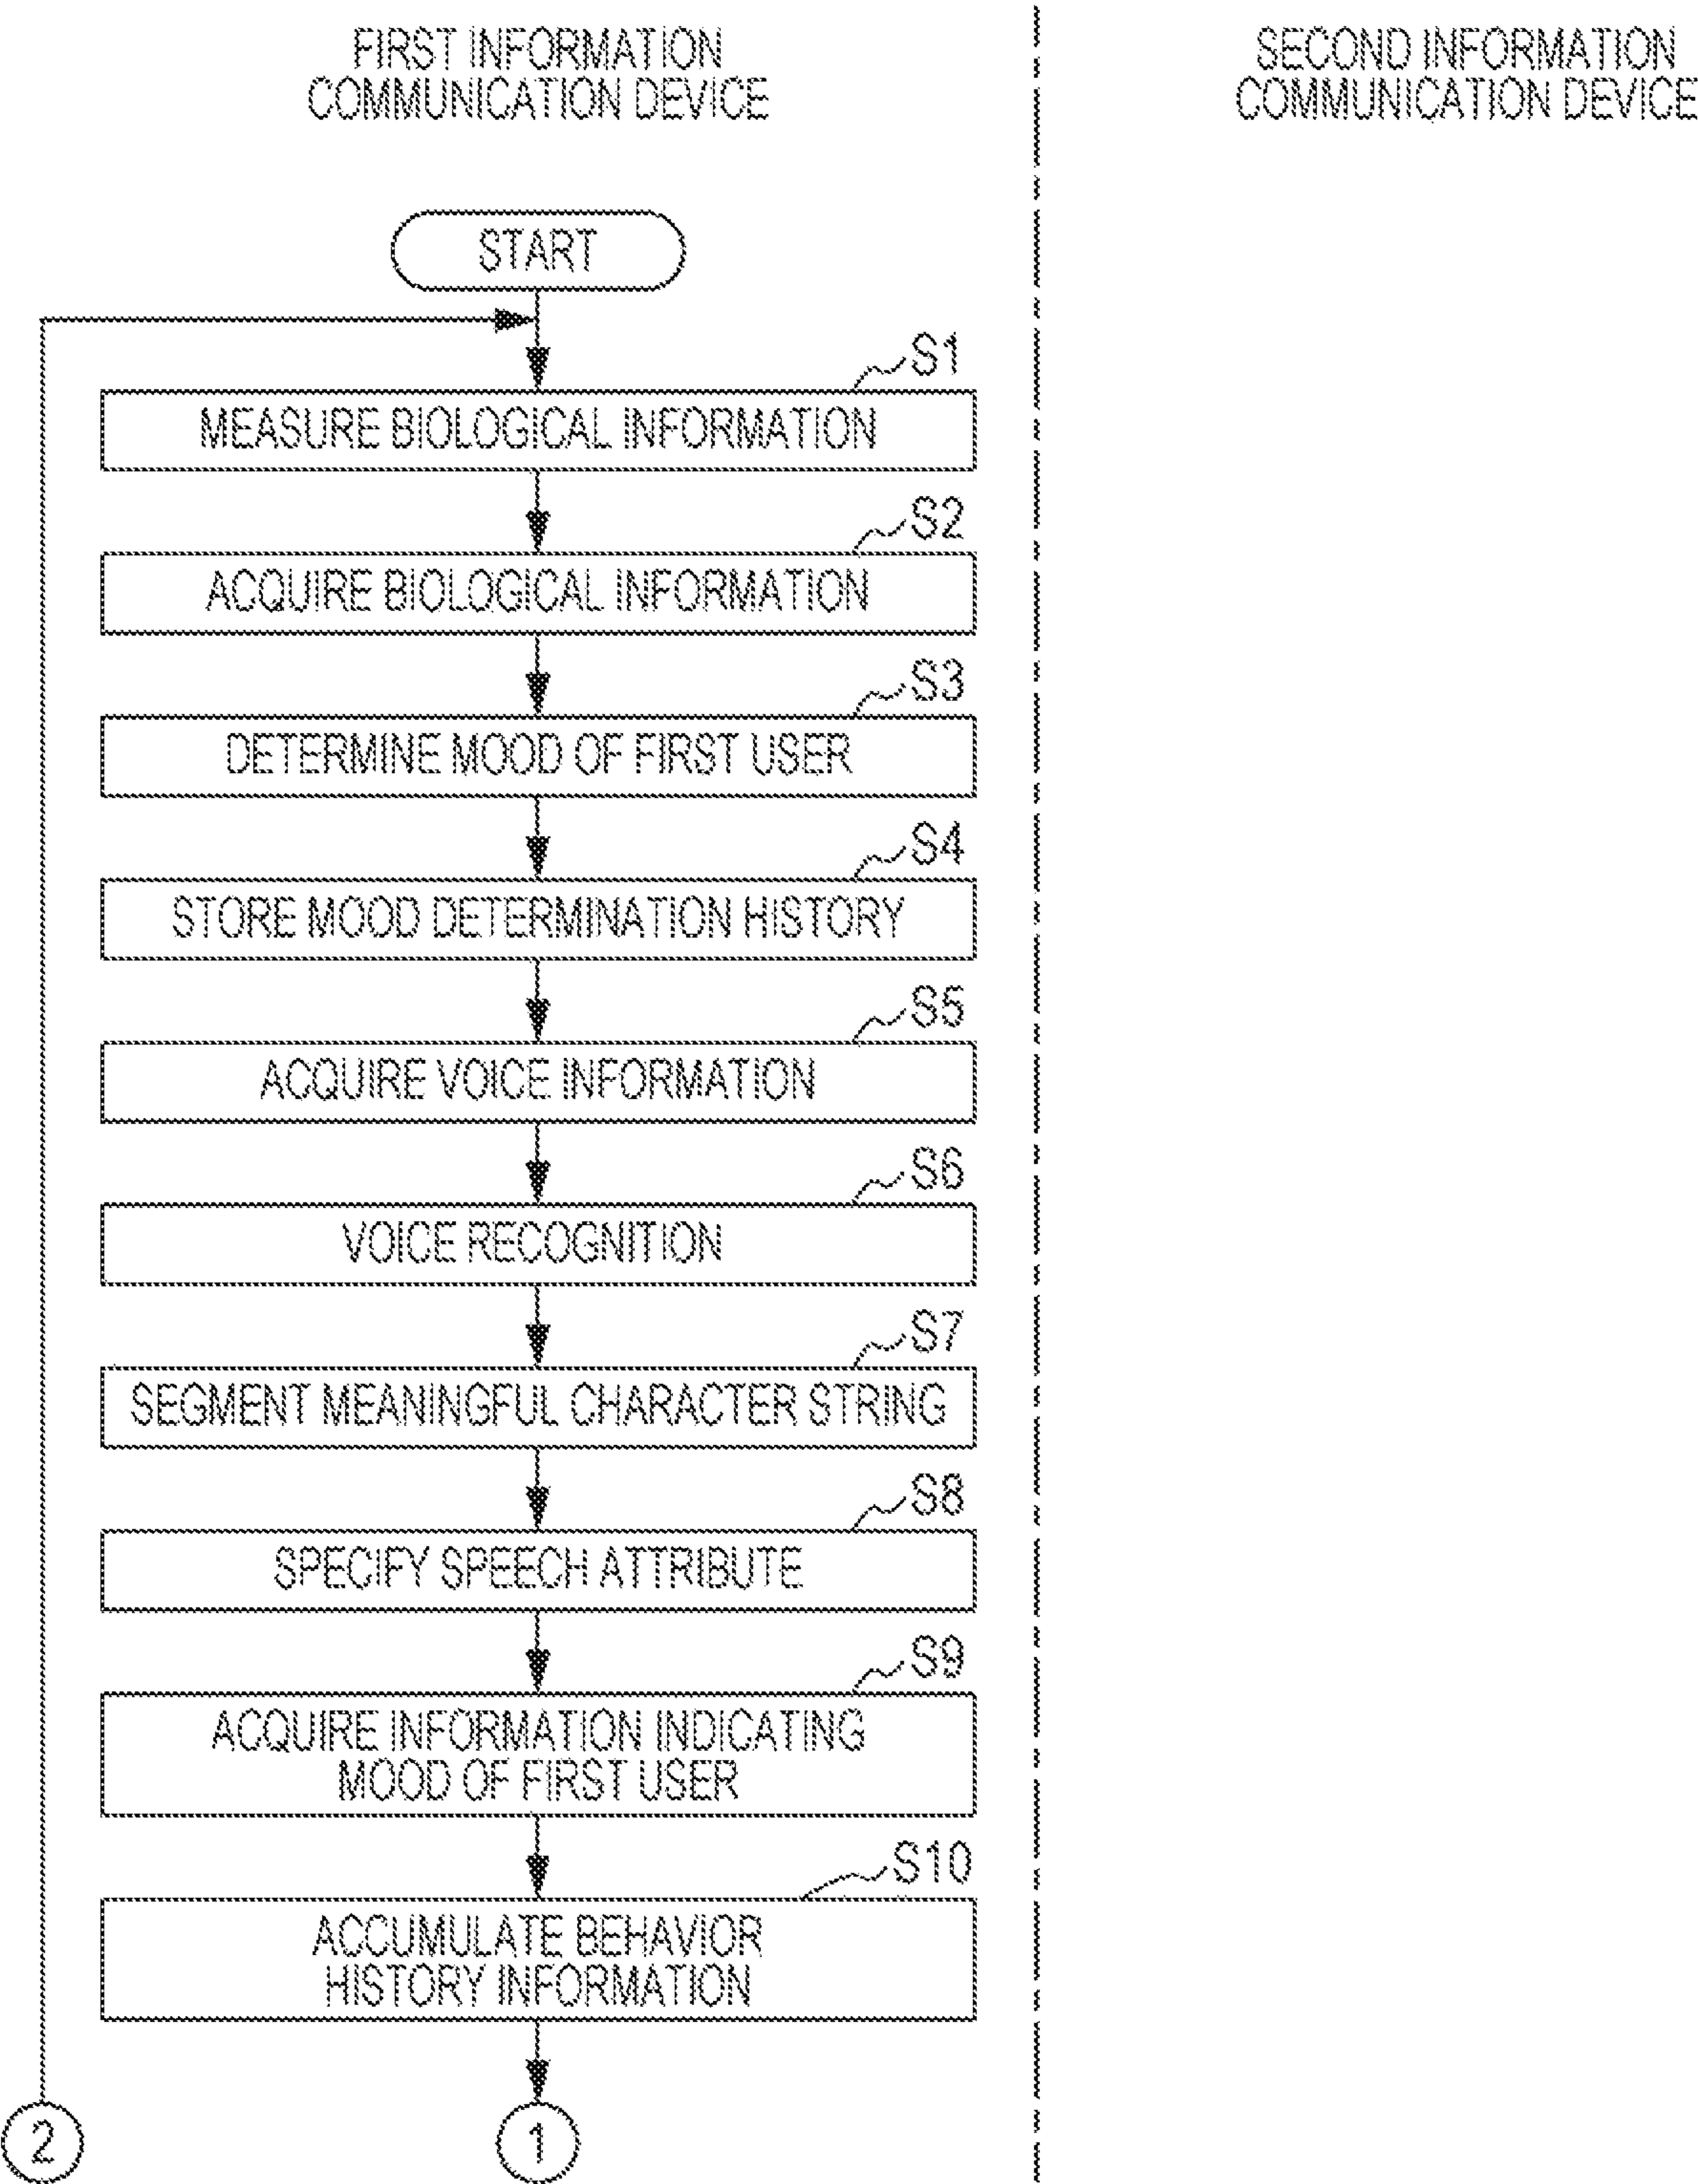 FIRST INFORMATION
COMMUNICATION DEVICE
SECOND INFORMATION
COMMUNICATION DEVICE
START
S1
MEASURE BIOLOGICAL INFORMATION
S2
ACQUIRE BIOLOGICAL INFORMATION
S3
DETERMINE MOOD OF FIRST USER
S4
STORE MOOD DETERMINATION HISTORY
S5
ACQUIRE VOICE INFORMATION
S6
VOICE RECOGNITION
S7
SEGMENT MEANINGFUL CHARACTER STRING
S8
SPECIFY SPEECH ATTRIBUTE
S9
ACQUIRE INFORMATION INDICATING
MOOD OF FIRST USER
S10
ACCUMULATE BEHAVIOR
HISTORY INFORMATION
2
1